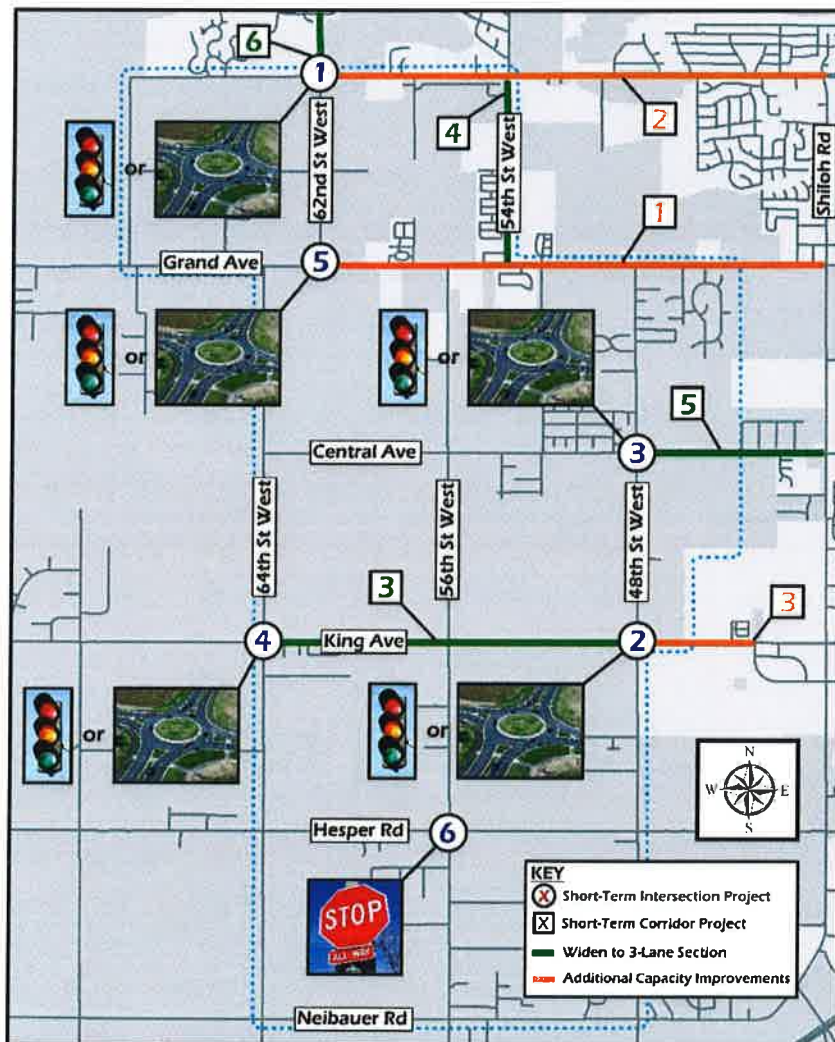 6
1
4
2
or
62nd St West
54th St West
Shiloh Rd
1
Grand Ave
5
or
or
5
Central Ave
3
64th St West
56th St West
48th St West
3
3
4
King Ave
2
or
or
N
W E
S
Hesper Rd
6
STOP
ALL WAY
KEY
X Short-Term Intersection Project
X Short-Term Corridor Project
Widen to 3-Lane Section
Additional Capacity Improvements
Neibauer Rd